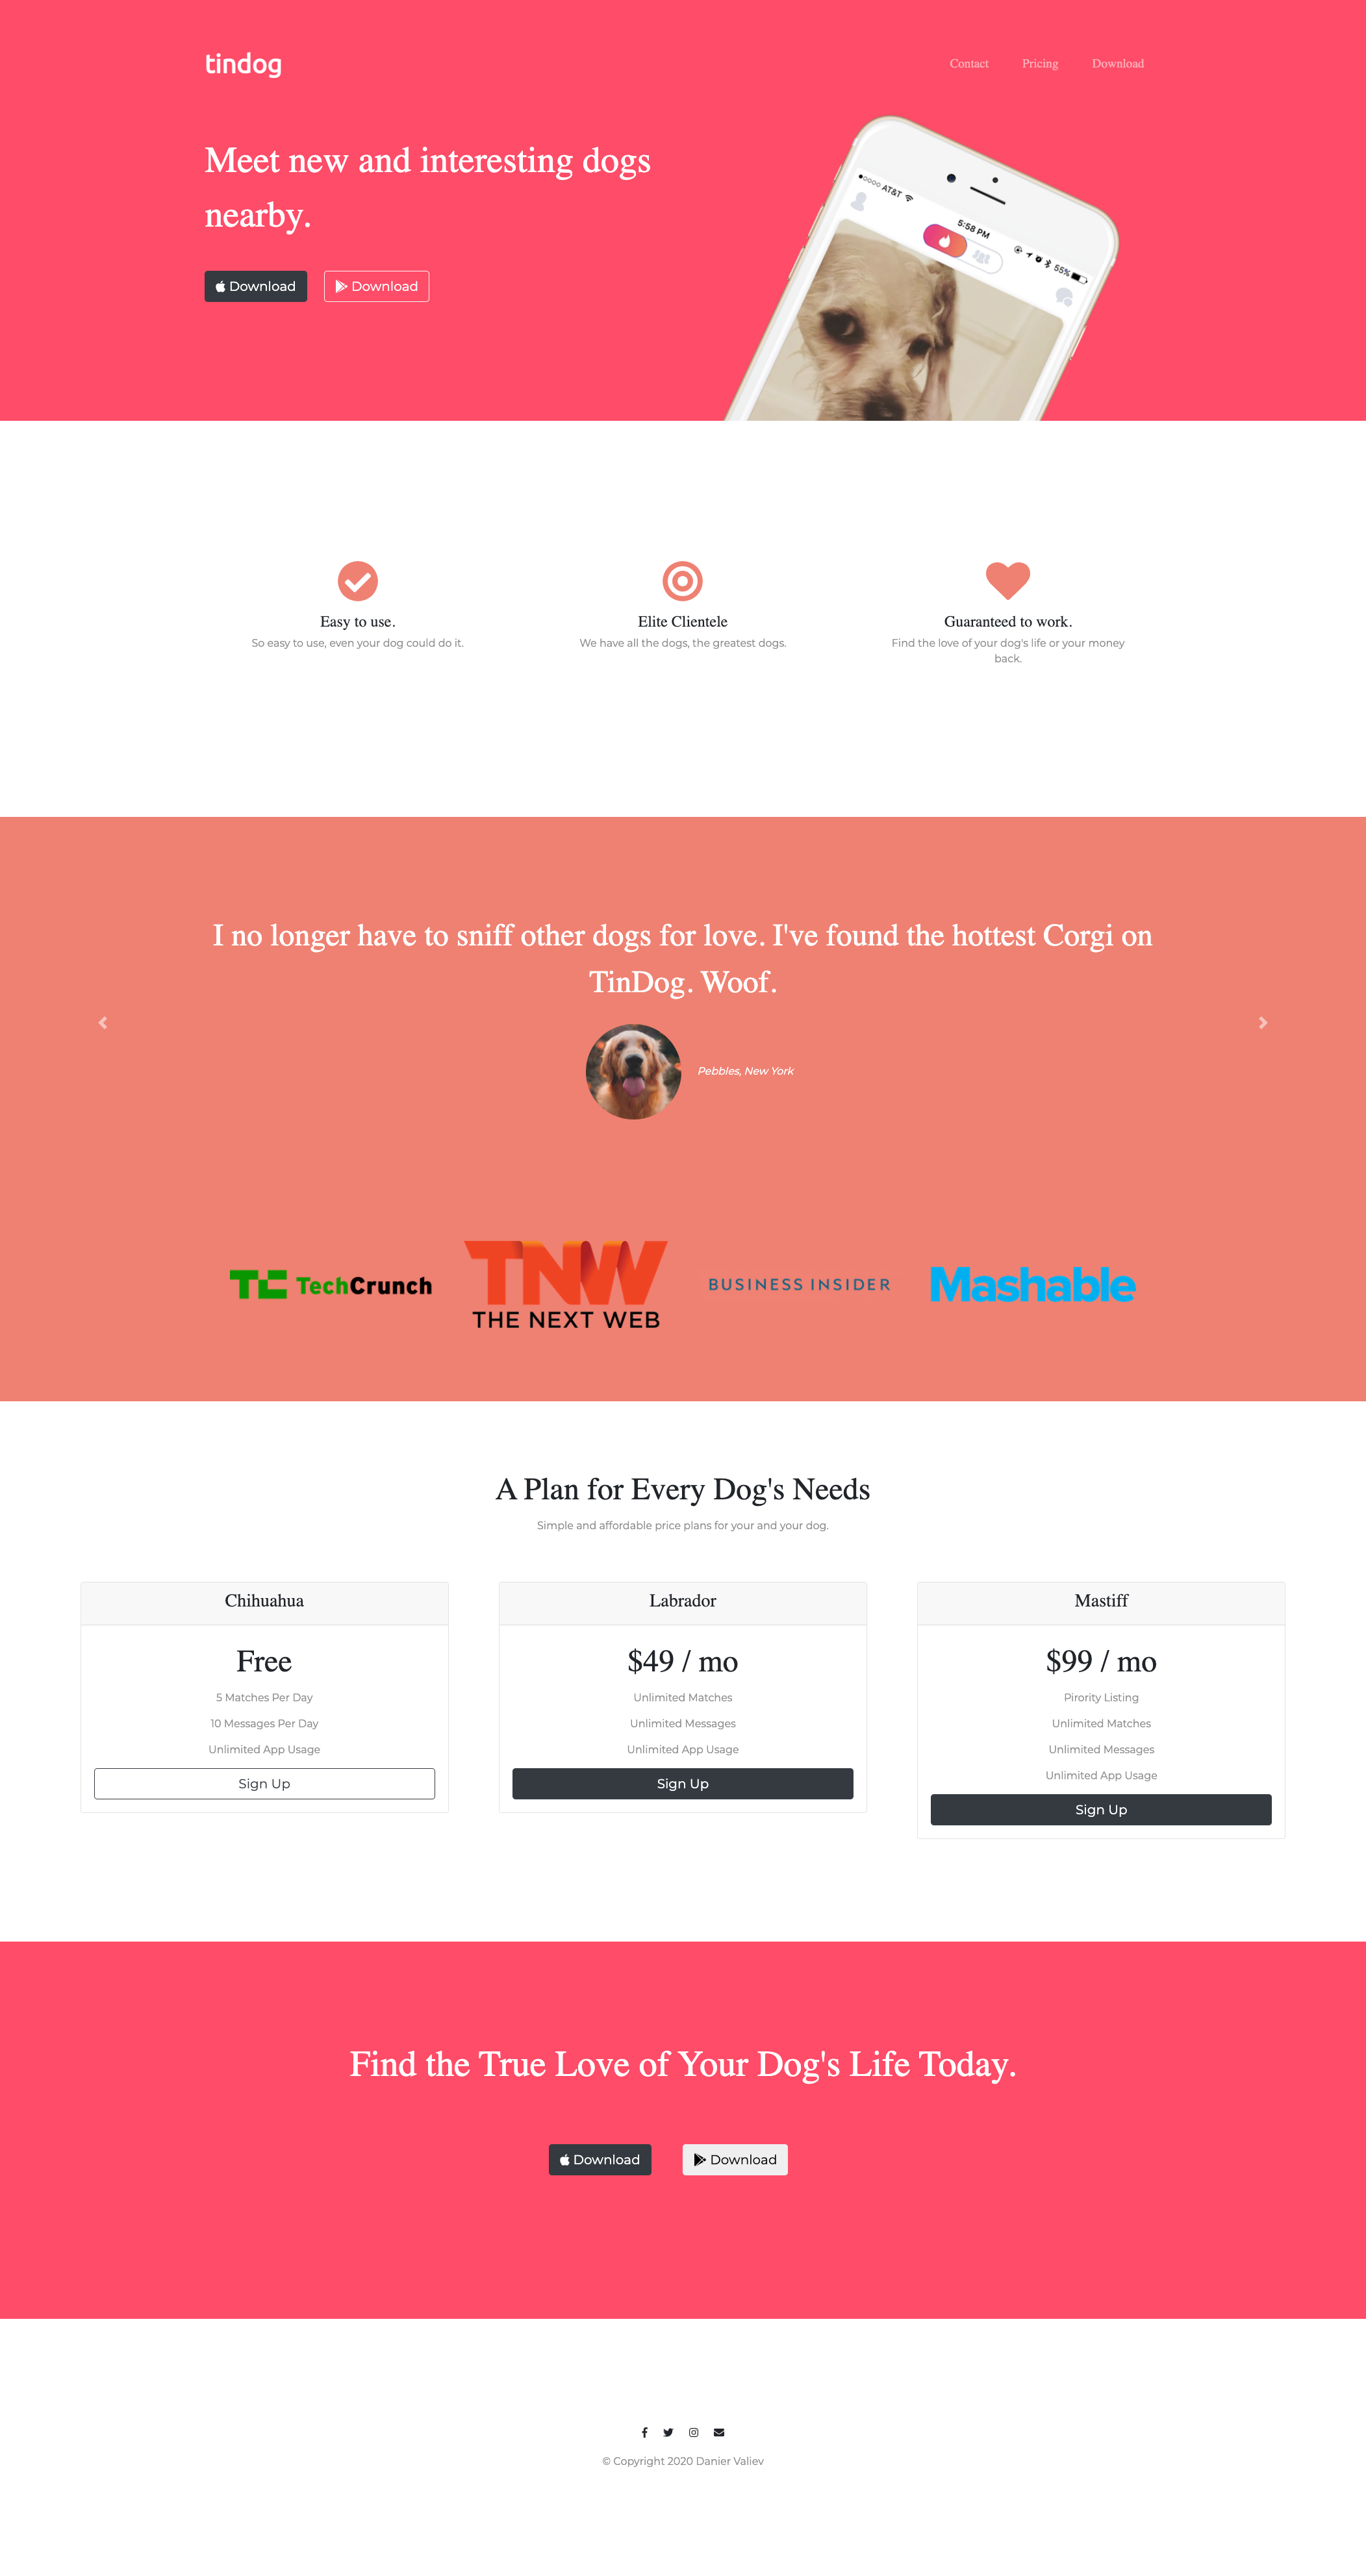 tindog
Contact Pricing Download
Meet new and interesting dogs
nearby.
Download Download
AT&T 5:58 PM 55%
Easy to use. Elite Clientele Guaranteed to work.
So easy to use, even your dog could do it. We have all the dogs, the greatest dogs. Find the love of your dog's life or your money
back.
I no longer have to sniff other dogs for love. I've found the hottest Corgi on
TinDog. Woof.
Pebbles, New York
TC TechCrunch TNW BUSINESS INSIDER Mashable
THE NEXT WEB
A Plan for Every Dog's Needs
Simple and affordable price plans for your and your dog.
Chihuahua
Free
5 Matches Per Day
10 Messages Per Day
Unlimited App Usage
Sign Up
Labrador
$49 / mo
Unlimited Matches
Unlimited Messages
Unlimited App Usage
Sign Up
Mastiff
$99 / mo
Pirority Listing
Unlimited Matches
Unlimited Messages
Unlimited App Usage
Sign Up
Find the True Love of Your Dog's Life Today.
Download Download
© Copyright 2020 Danier Valiev